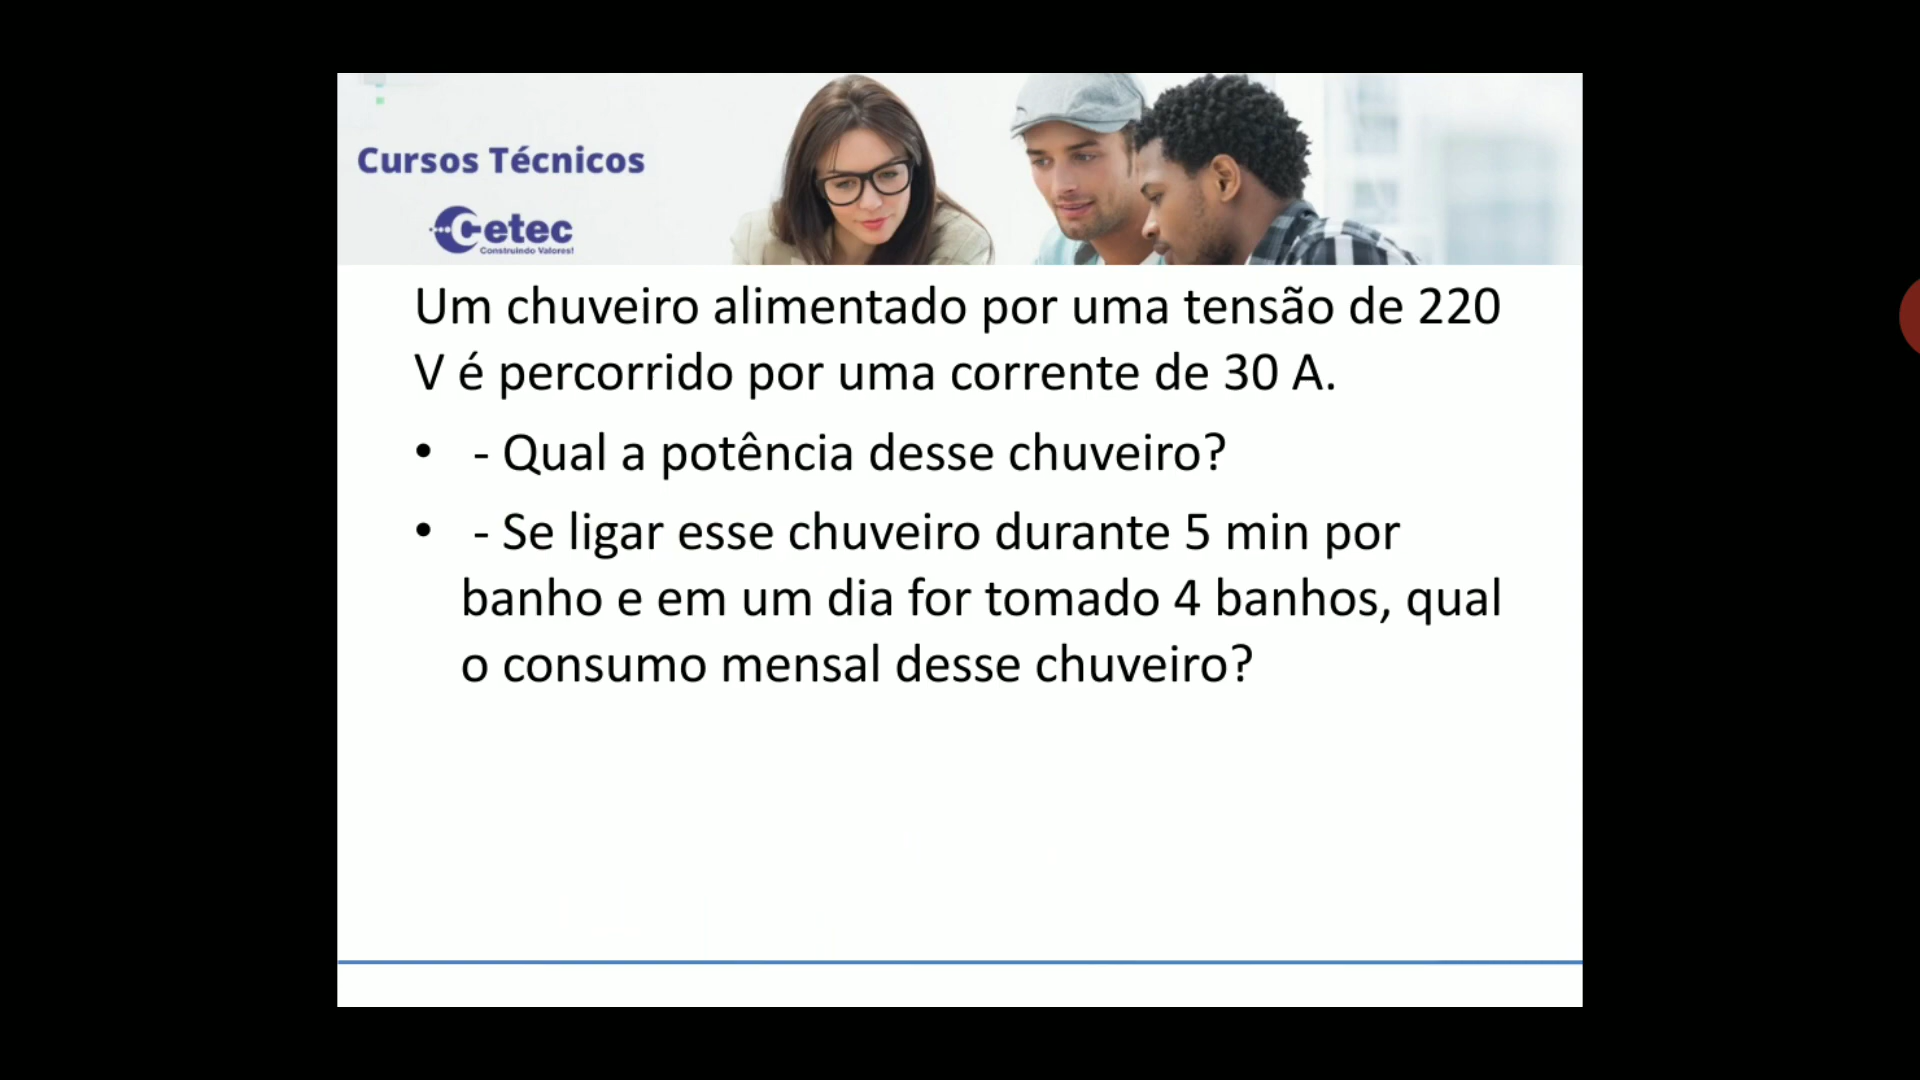 Cursos Técnicos
Cetec
Construindo Valores!
Um chuveiro alimentado por uma tensão de 220
V é percorrido por uma corrente de 30 A.
• - Qual a potência desse chuveiro?
• - Se ligar esse chuveiro durante 5 min por
banho e em um dia for tomado 4 banhos, qual
o consumo mensal desse chuveiro?